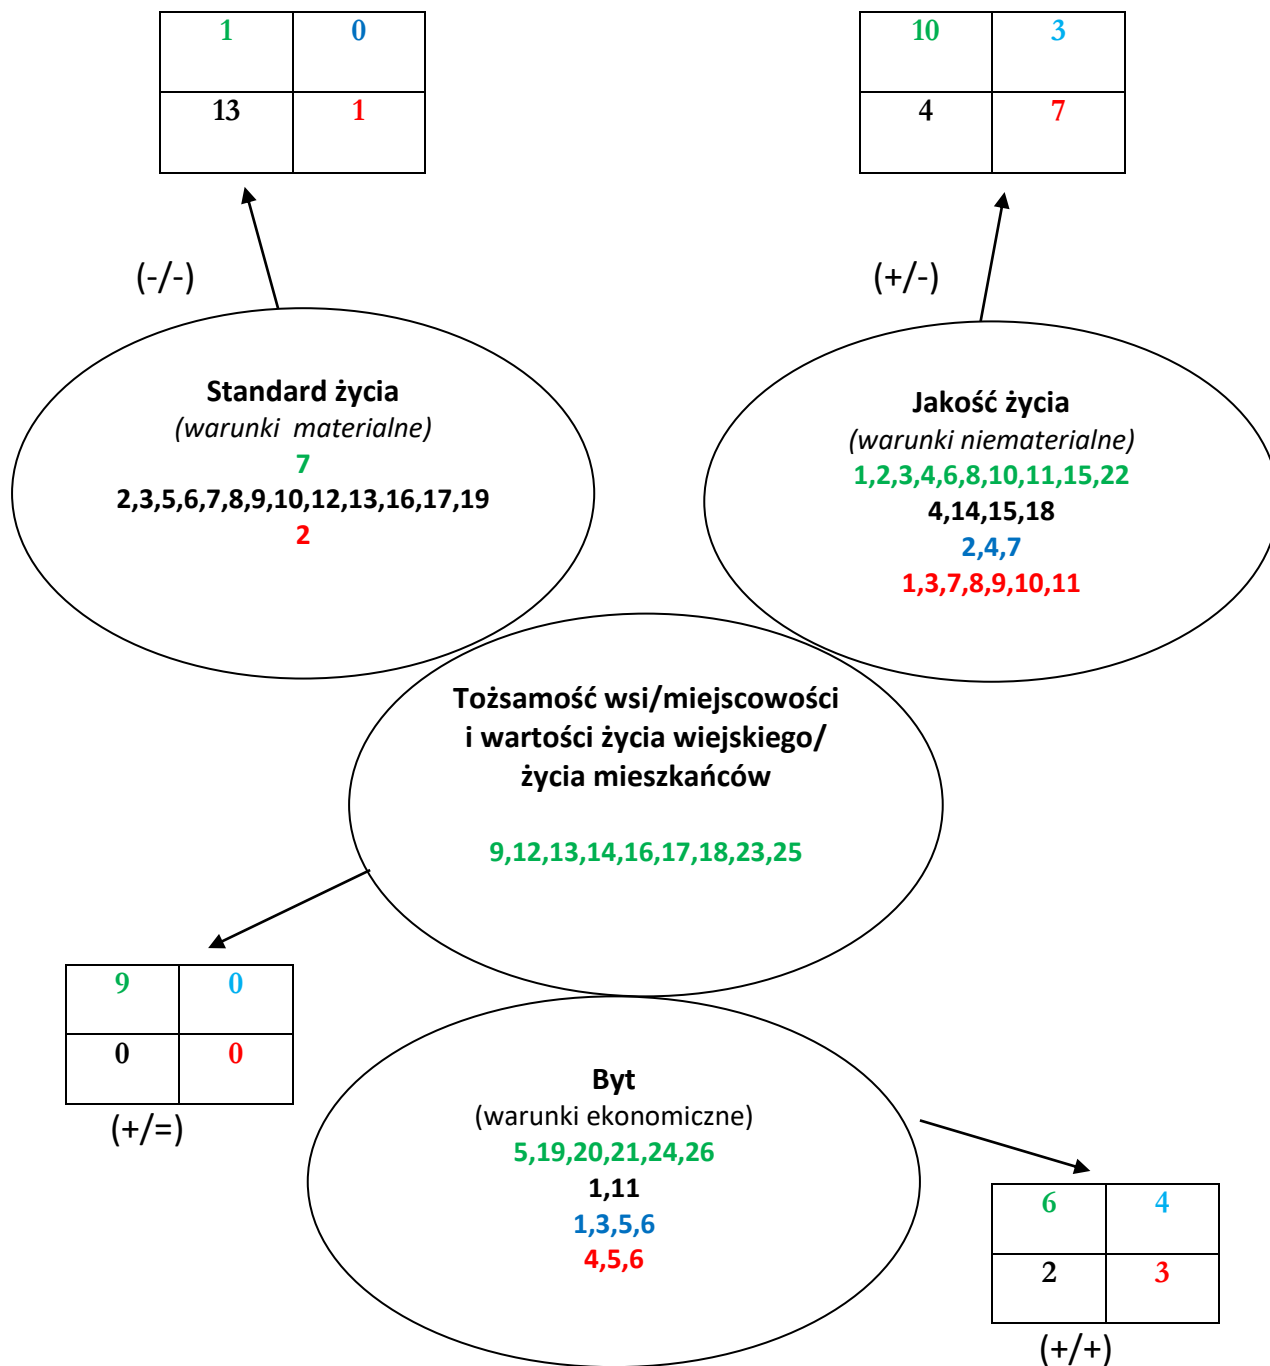 1 0
13 1
10 3
4 7
(-/-)
(+/-)
Standard życia
(warunki materialne)
7
2,3,5,6,7,8,9,10,12,13,16,17,19
2
Jakość życia
(warunki niematerialne)
1,2,3,4,6,8,10,11,15,22
4,14,15,18
2,4,7
1,3,7,8,9,10,11
Tożsamość wsi/miejscowości
i wartości życia wiejskiego/
życia mieszkańców
9,12,13,14,16,17,18,23,25
9 0
0 0
(+/=)
Byt
(warunki ekonomiczne)
5,19,20,21,24,26
1,11
1,3,5,6
4,5,6
6 4
2 3
(+/+)